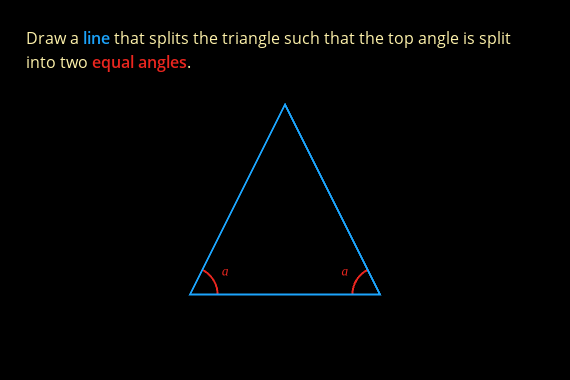 Draw a line that splits the triangle such that the top angle is split
into two equal angles.
a a